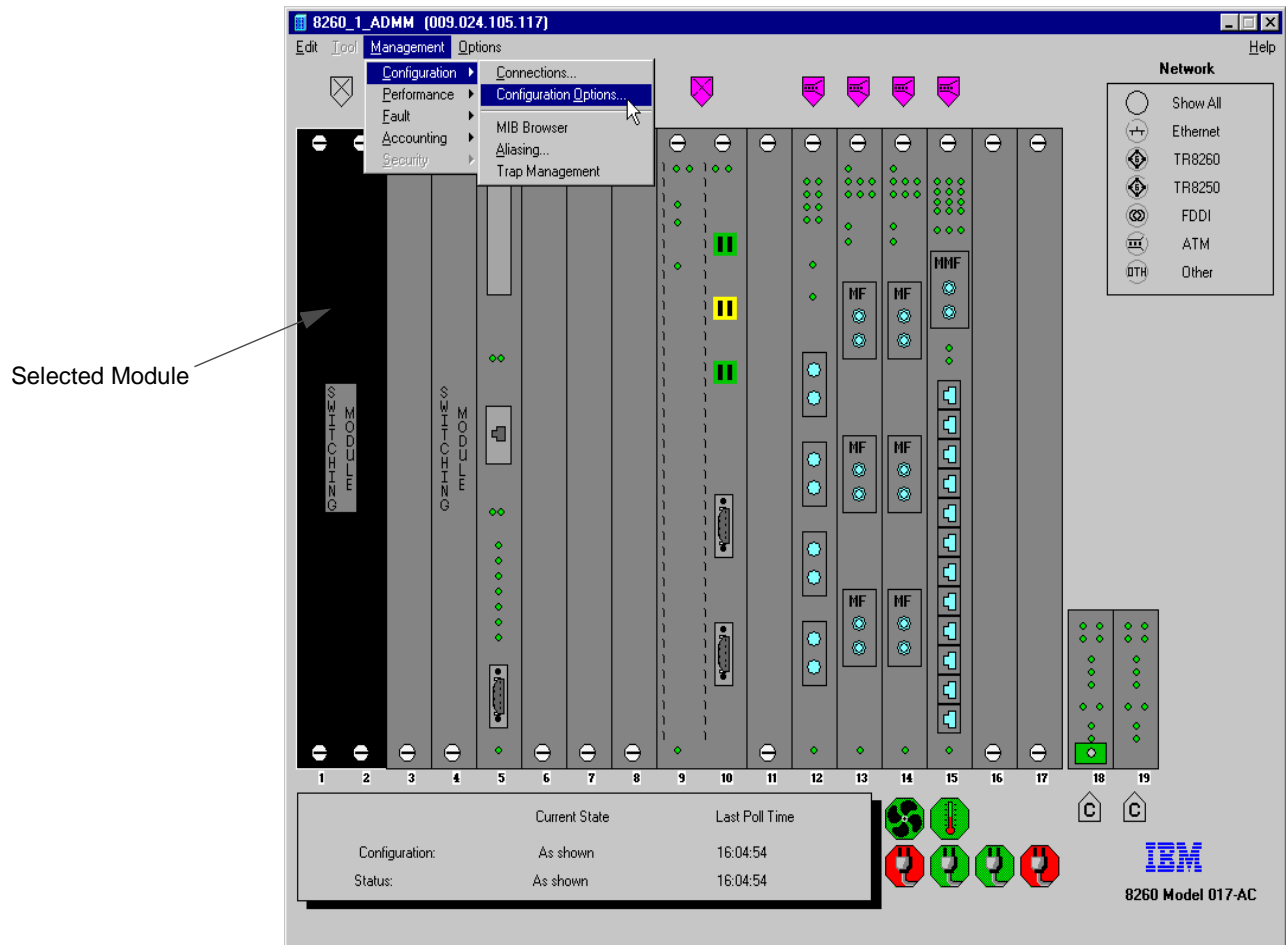 8260_1_ADMM (009.024.105.117)
Edit Tool Management Options Help
Configuration
Performance
Fault
Accounting
Security
Connections...
Configuration Options...
MIB Browser
Aliasing...
Trap Management
Network
Show All
Ethernet
TR8260
TR8250
FDDI
ATM
OTH Other
Selected Module
SWITCHING
MODULE
SWITCHING
MODULE
MF
MF
MMF
MF
MF
MF
MF
1 2 3 4 5 6 7 8 9 10 11 12 13 14 15 16 17 18 19
C C
Current State Last Poll Time
Configuration: As shown 16:04:54
Status: As shown 16:04:54
IBM
8260 Model 017-AC